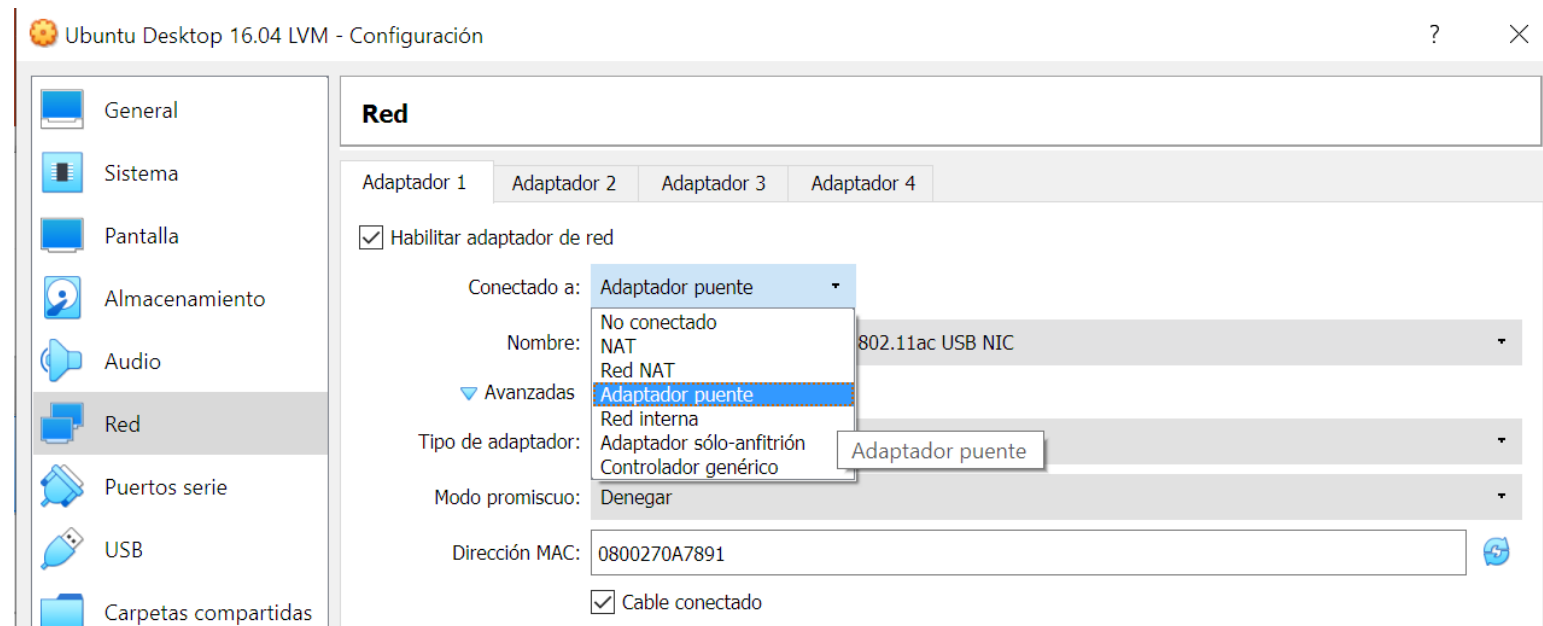 Ubuntu Desktop 16.04 LVM - Configuración ?
General
Sistema
Pantalla
Almacenamiento
Audio
Red
Puertos serie
USB
Carpetas compartidas
Red
Adaptador 1 Adaptador 2 Adaptador 3 Adaptador 4
Habilitar adaptador de red
Conectado a: Adaptador puente
No conectado
NAT
Red NAT
Adaptador puente
Red interna
Adaptador sólo-anfitrión
Controlador genérico
Nombre: 802.11ac USB NIC
Avanzadas
Tipo de adaptador:
Adaptador puente
Modo promiscuo: Denegar
Dirección MAC: 0800270A7891
Cable conectado